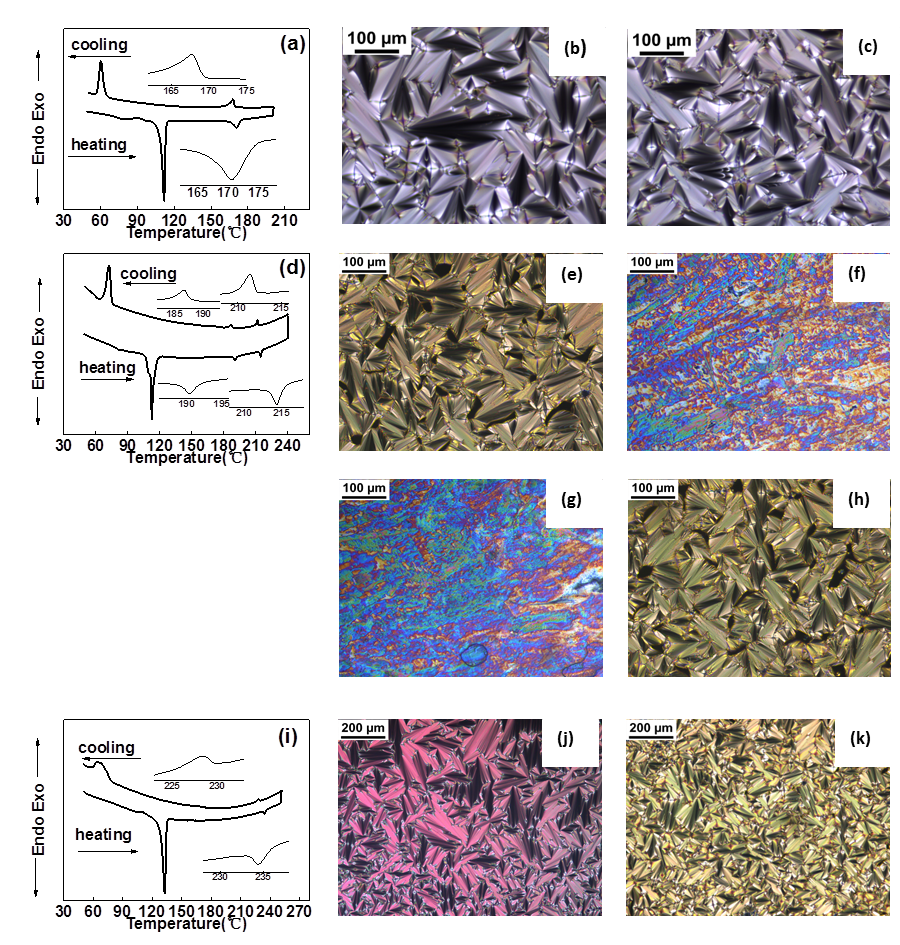 (a)
cooling
165 170 175
Endo Exo
heating
165 170 175
30 60 90 120 150 180 210
Temperature(℃)
100 µm
(b)
100 µm
(c)
(d)
cooling
185 190
210 215
Endo Exo
heating
190 195
210 215
30 60 90 120 150 180 210 240
Temperature(℃)
100 µm
(e)
100 µm
(f)
100 µm
(g)
100 µm
(h)
(i)
cooling
225 230
Endo Exo
heating
230 235
30 60 90 120 150 180 210 240 270
Temperature(℃)
200 µm
(j)
200 µm
(k)